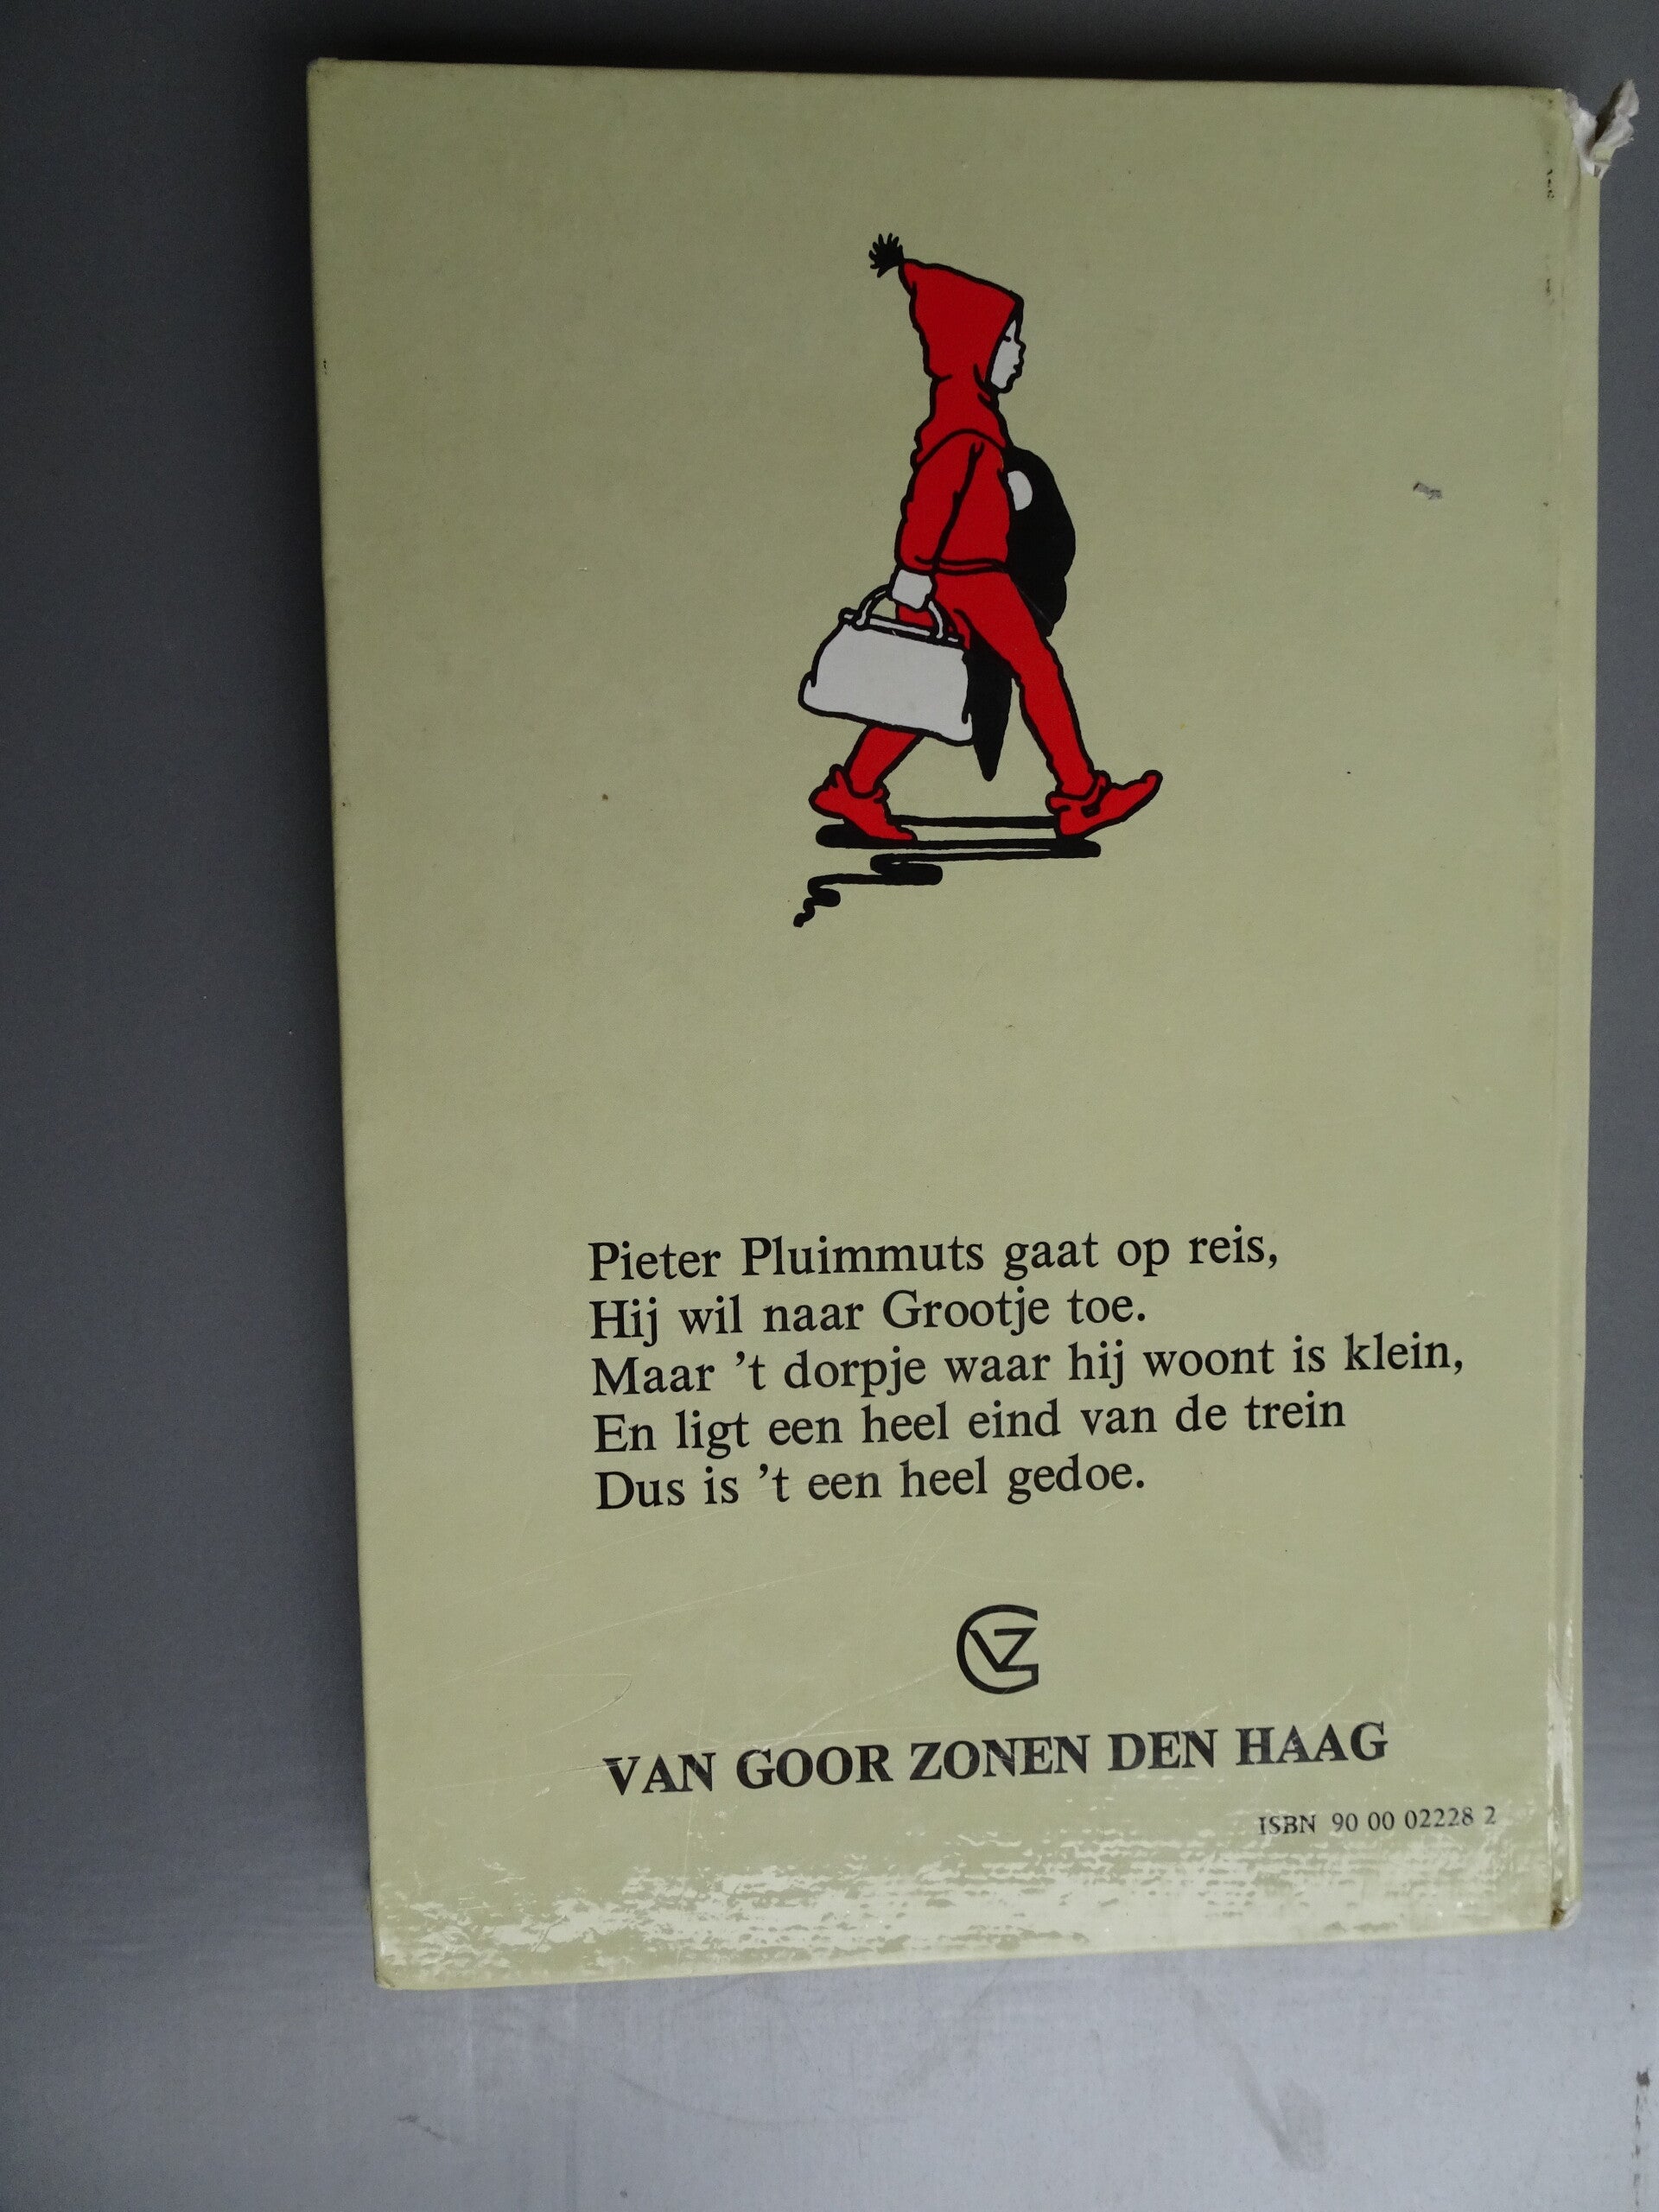 Pieter Pluimmuts gaat op reis,
Hij wil naar Grootje toe.
Maar ’t dorpje waar hij woont is klein,
En ligt een heel eind van de trein
Dus is ’t een heel gedoe.
GVZ
VAN GOOR ZONEN DEN HAAG
ISBN 90 00 02228 2